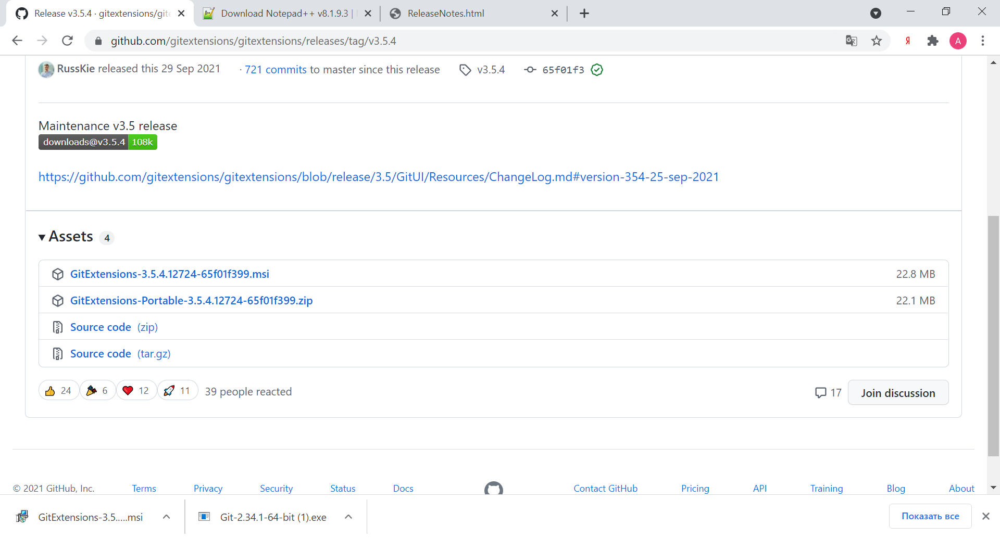 Release v3.5.4 · gitextensions/gite
Download Notepad++ v8.1.9.3 |
ReleaseNotes.html
github.com/gitextensions/gitextensions/releases/tag/v3.5.4
Я
A
RussKie released this 29 Sep 2021
· 721 commits to master since this release
v3.5.4
65f01f3
Maintenance v3.5 release
downloads@v3.5.4 108k
https://github.com/gitextensions/gitextensions/blob/release/3.5/GitUI/Resources/ChangeLog.md#version-354-25-sep-2021
Assets 4
GitExtensions-3.5.4.12724-65f01f399.msi 22.8 MB
GitExtensions-Portable-3.5.4.12724-65f01f399.zip 22.1 MB
Source code (zip)
Source code (tar.gz)
24 6 12 11 39 people reacted
17 Join discussion
© 2021 GitHub, Inc. Terms Privacy Security Status Docs Contact GitHub Pricing API Training Blog About
GitExtensions-3.5.....msi
Git-2.34.1-64-bit (1).exe
Показать все